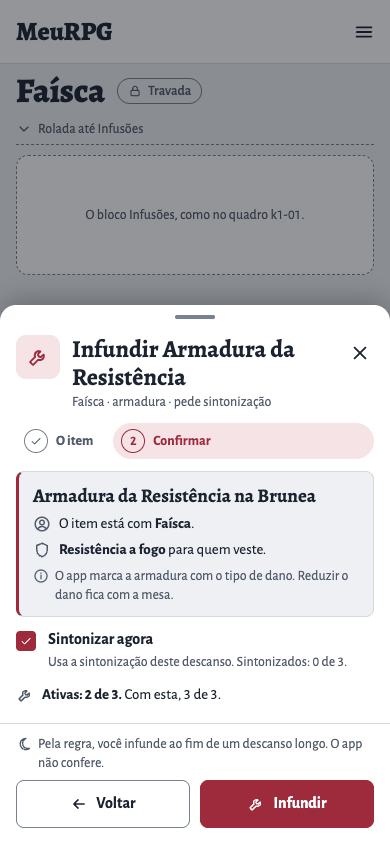 MeuRPG
Faísca
Travada
Rolada até Infusões
O bloco Infusões, como no quadro k1-01.
Infundir Armadura da
Resistência
Faísca · armadura · pede sintonização
O item
2
Confirmar
Armadura da Resistência na Brunea
O item está com Faísca.
Resistência a fogo para quem veste.
O app marca a armadura com o tipo de dano. Reduzir o
dano fica com a mesa.
Sintonizar agora
Usa a sintonização deste descanso. Sintonizados: 0 de 3.
Ativas: 2 de 3. Com esta, 3 de 3.
Pela regra, você infunde ao fim de um descanso longo. O app
não confere.
Voltar
Infundir